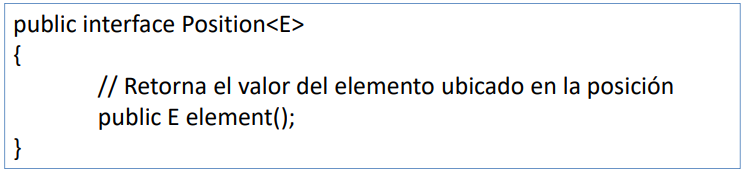 public interface Position<E>
{
// Retorna el valor del elemento ubicado en la posición
public E element();
}